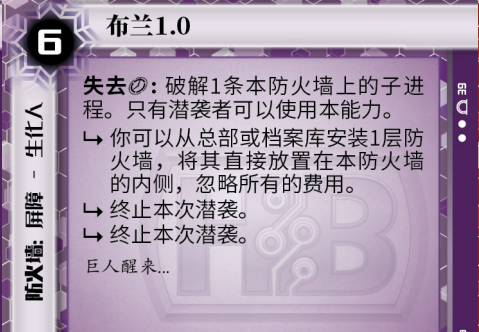 布兰1.0
6
失去: 破解1条本防火墙上的子进
程。只有潜袭者可以使用本能力。
↳ 你可以从总部或档案库安装1层防
火墙，将其直接放置在本防火墙
的内侧，忽略所有的费用。
↳ 终止本次潜袭。
↳ 终止本次潜袭。
巨人醒来...
防火墙: 屏障 - 生化人
HB